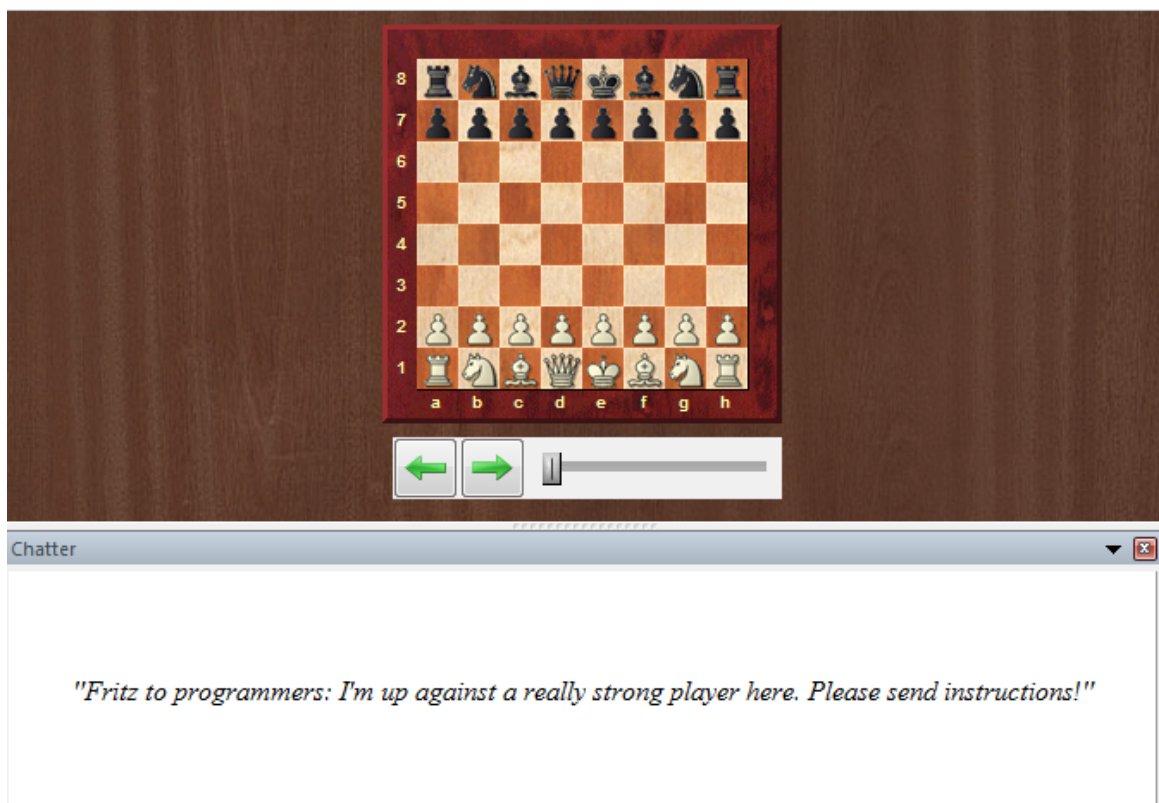 8
7
6
5
4
3
2
1
a b c d e f g h
Chatter
"Fritz to programmers: I'm up against a really strong player here. Please send instructions!"